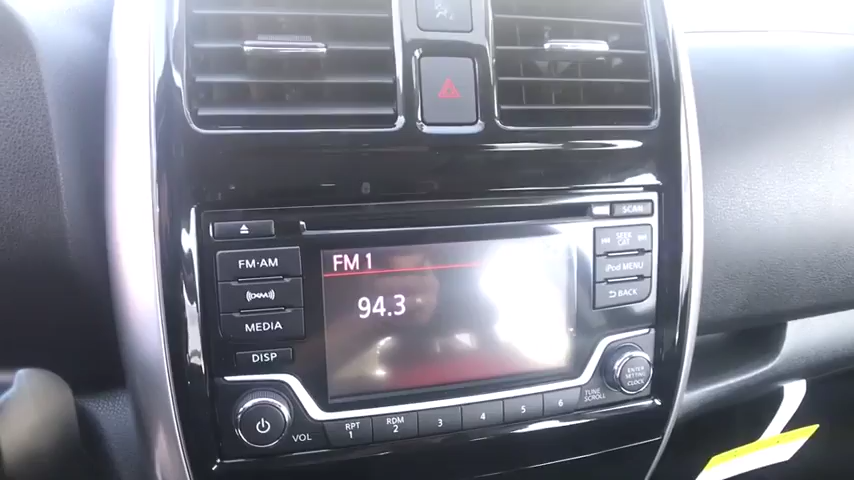 SCAN
FM·AM
SEEK
CAT
FM 1
iPod MENU
((XM))
94.3
BACK
MEDIA
DISP
ENTER
SETTING
CLOCK
TUNE
SCROLL
VOL
RPT
1
RDM
2
3
4
5
6